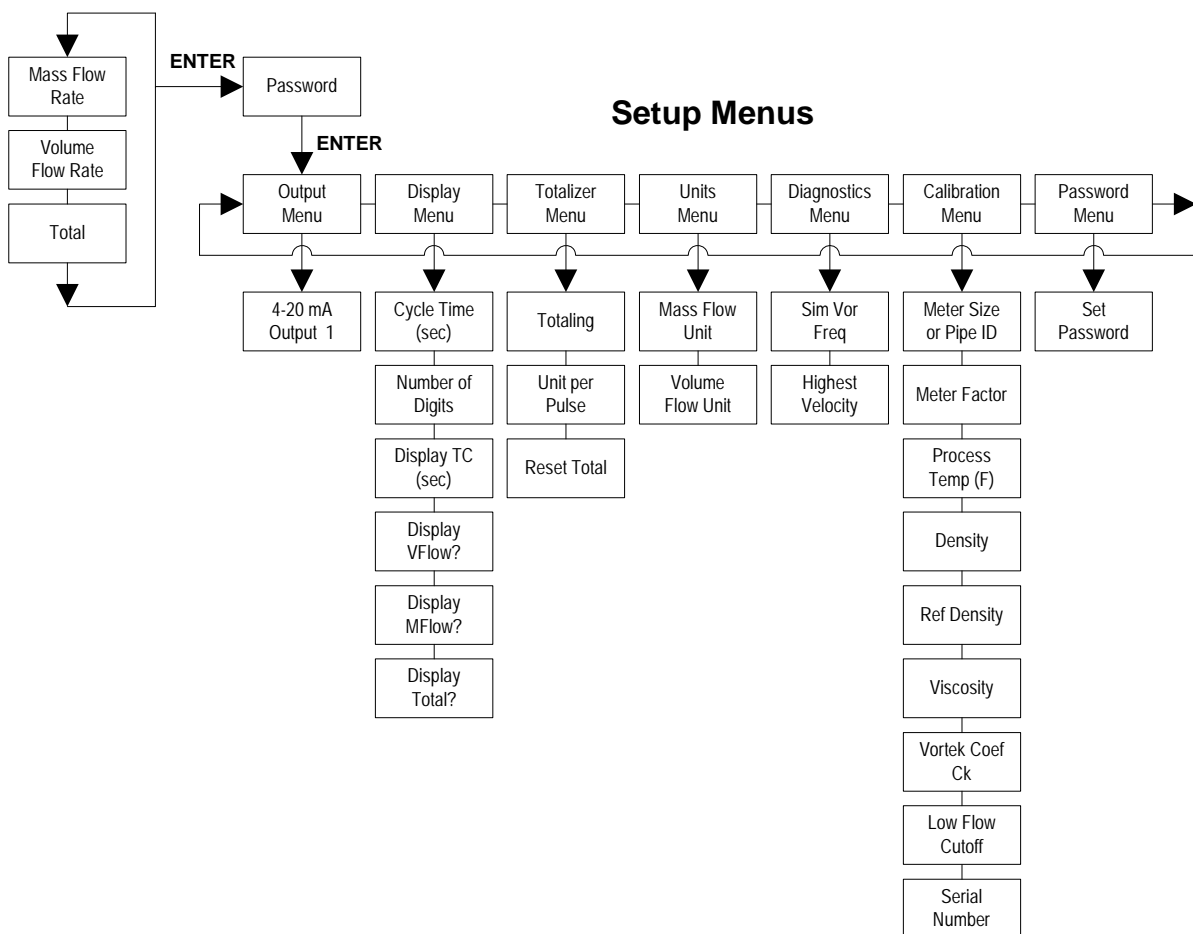 ENTER
Mass Flow
Rate
Volume
Flow Rate
Total
Password
ENTER
Setup Menus
Output
Menu
Display
Menu
Totalizer
Menu
Units
Menu
Diagnostics
Menu
Calibration
Menu
Password
Menu
4-20 mA
Output 1
Cycle Time
(sec)
Number of
Digits
Display TC
(sec)
Display
VFlow?
Display
MFlow?
Display
Total?
Totaling
Unit per
Pulse
Reset Total
Mass Flow
Unit
Volume
Flow Unit
Sim Vor
Freq
Highest
Velocity
Meter Size
or Pipe ID
Meter Factor
Process
Temp (F)
Density
Ref Density
Viscosity
Vortek Coef
Ck
Low Flow
Cutoff
Serial
Number
Set
Password